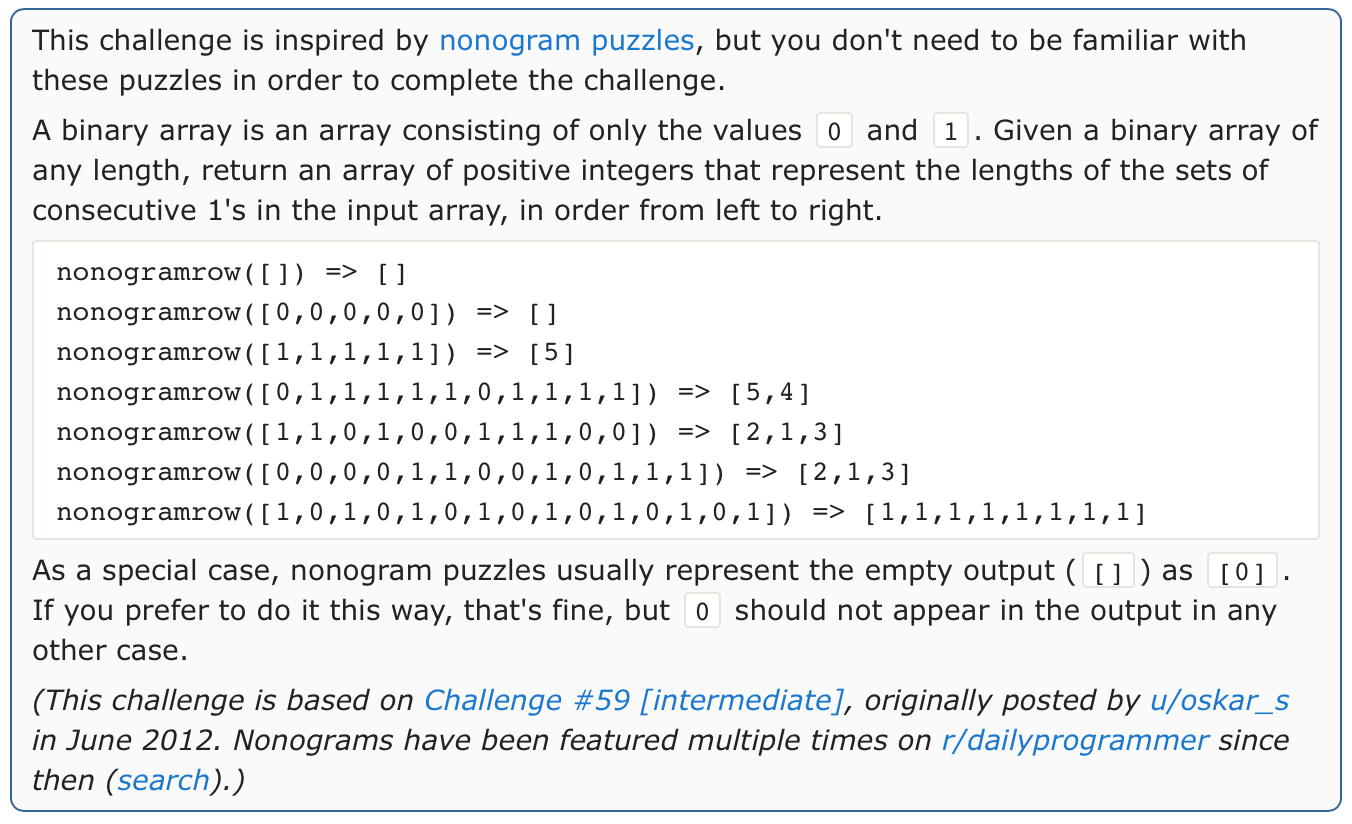 This challenge is inspired by nonogram puzzles, but you don't need to be familiar with
these puzzles in order to complete the challenge.
A binary array is an array consisting of only the values 0 and 1. Given a binary array of
any length, return an array of positive integers that represent the lengths of the sets of
consecutive 1's in the input array, in order from left to right.
nonogramrow([]) => []
nonogramrow([0,0,0,0,0]) => []
nonogramrow([1,1,1,1,1]) => [5]
nonogramrow([0,1,1,1,1,1,0,1,1,1,1]) => [5,4]
nonogramrow([1,1,0,1,0,0,1,1,1,0,0]) => [2,1,3]
nonogramrow([0,0,0,0,1,1,0,0,1,0,1,1,1]) => [2,1,3]
nonogramrow([1,0,1,0,1,0,1,0,1,0,1,0,1,0,1]) => [1,1,1,1,1,1,1,1]
As a special case, nonogram puzzles usually represent the empty output ([]) as [0].
If you prefer to do it this way, that's fine, but 0 should not appear in the output in any
other case.
(This challenge is based on Challenge #59 [intermediate], originally posted by u/oskar_s
in June 2012. Nonograms have been featured multiple times on r/dailyprogrammer since
then (search).)